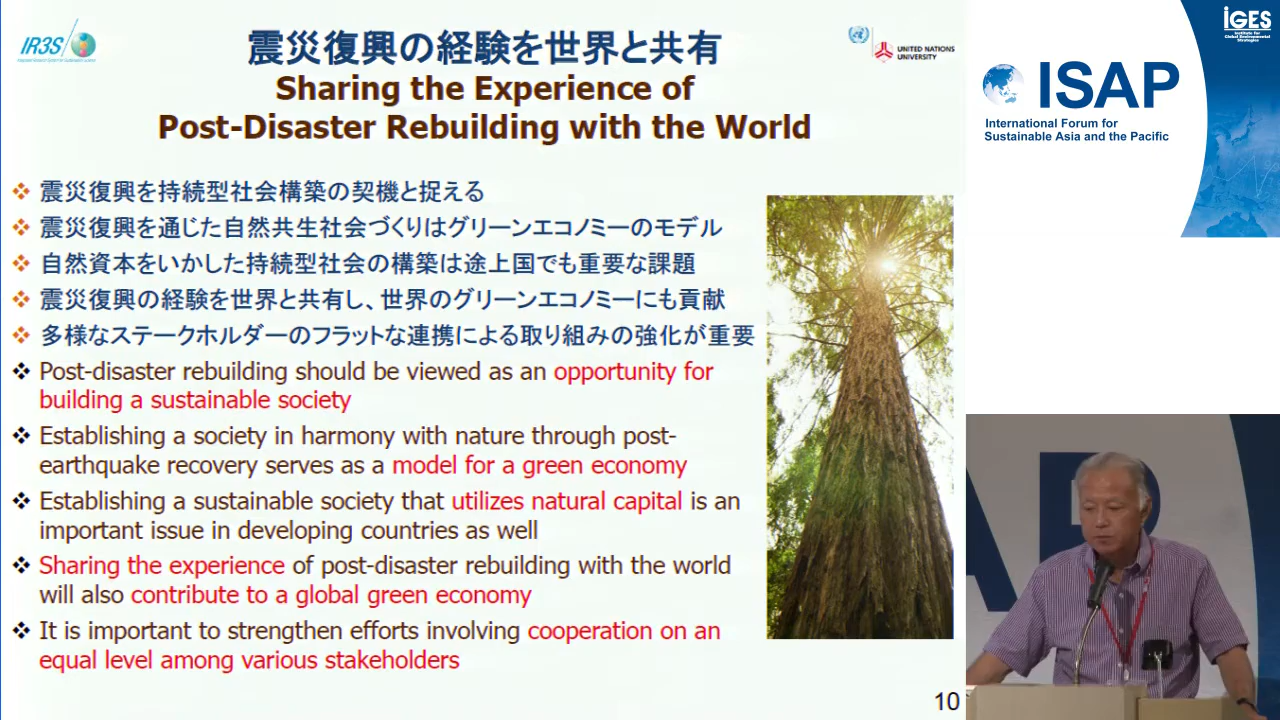 IR3S
震災復興の経験を世界と共有
Sharing the Experience of
Post-Disaster Rebuilding with the World
UNITED NATIONS
UNIVERSITY
❖ 震災復興を持続型社会構築の契機と捉える
❖ 震災復興を通じた自然共生社会づくりはグリーンエコノミーのモデル
❖ 自然資本をいかした持続型社会の構築は途上国でも重要な課題
❖ 震災復興の経験を世界と共有し、世界のグリーンエコノミーにも貢献
❖ 多様なステークホルダーのフラットな連携による取り組みの強化が重要
❖ Post-disaster rebuilding should be viewed as an opportunity for
building a sustainable society
❖ Establishing a society in harmony with nature through post-
earthquake recovery serves as a model for a green economy
❖ Establishing a sustainable society that utilizes natural capital is an
important issue in developing countries as well
❖ Sharing the experience of post-disaster rebuilding with the world
will also contribute to a global green economy
❖ It is important to strengthen efforts involving cooperation on an
equal level among various stakeholders
10
IGES
Institute for
Global Environmental
Strategies
ISAP
International Forum for
Sustainable Asia and the Pacific
AP